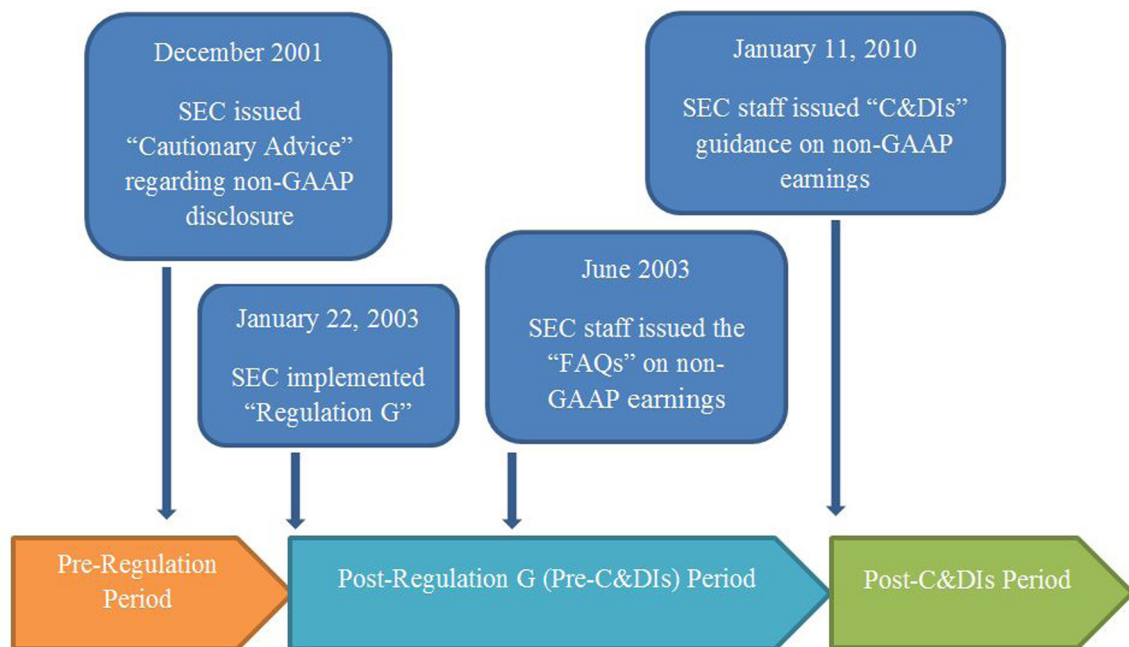 December 2001
SEC issued
“Cautionary Advice”
regarding non-GAAP
disclosure
January 22, 2003
SEC implemented
“Regulation G”
June 2003
SEC staff issued the
“FAQs” on non-
GAAP earnings
January 11, 2010
SEC staff issued “C&DIs”
guidance on non-GAAP
earnings
Pre-Regulation
Period
Post-Regulation G (Pre-C&DIs) Period
Post-C&DIs Period